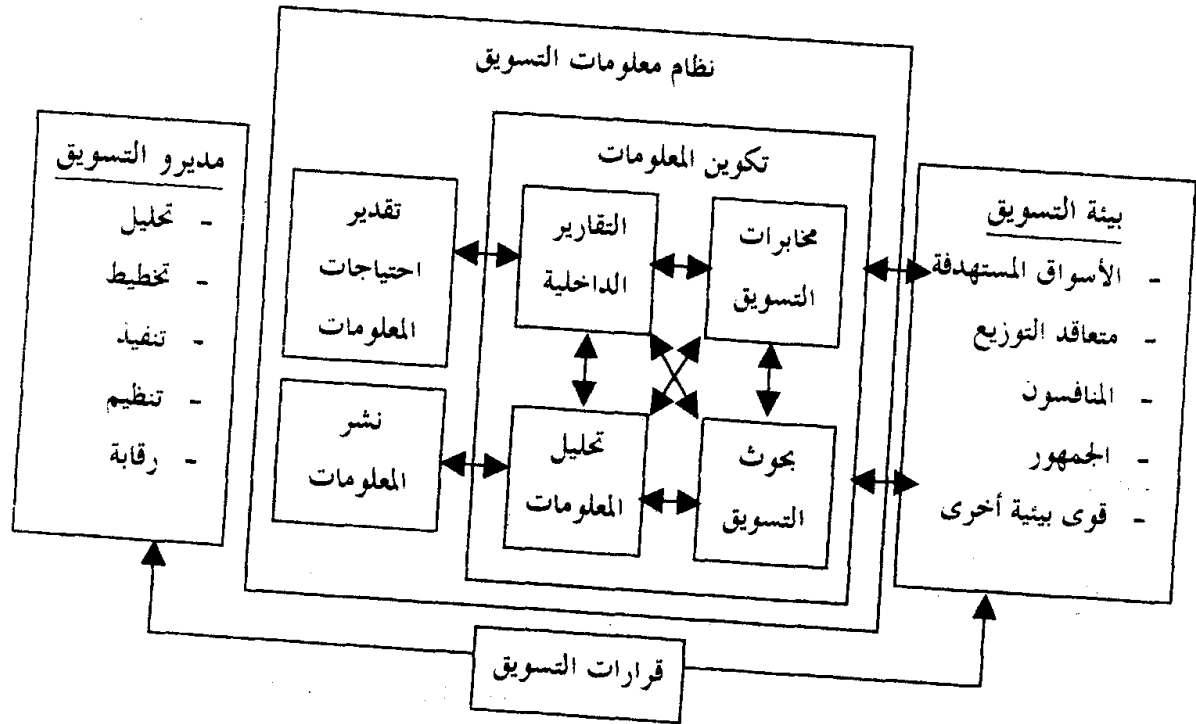 نظام معلومات التسويق
تكوين المعلومات
بيئة التسويق
- الأسواق المستهدفة
- متعاقد التوزيع
- المنافسون
- الجمهور
- قوى بيئية أخرى
مخابرات
التسويق
التقارير
الداخلية
بحوث
التسويق
تحليل
المعلومات
تقدير
احتياجات
المعلومات
نشر
المعلومات
مديرو التسويق
- تحليل
- تخطيط
- تنفيذ
- تنظيم
- رقابة
قرارات التسويق